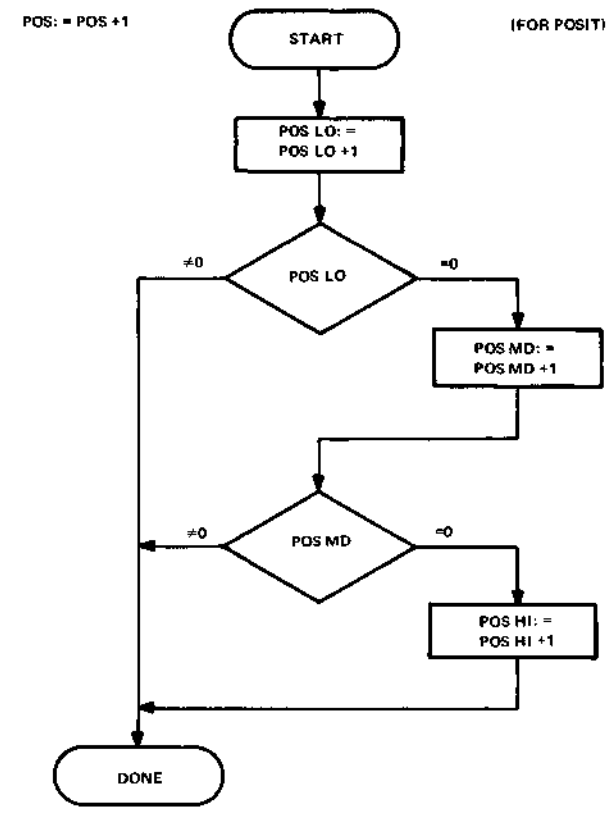 POS: = POS +1
(FOR POSIT)
START
POS LO: =
POS LO +1
≠0
POS LO
=0
POS MD: =
POS MD +1
≠0
POS MD
=0
POS HI: =
POS HI +1
DONE